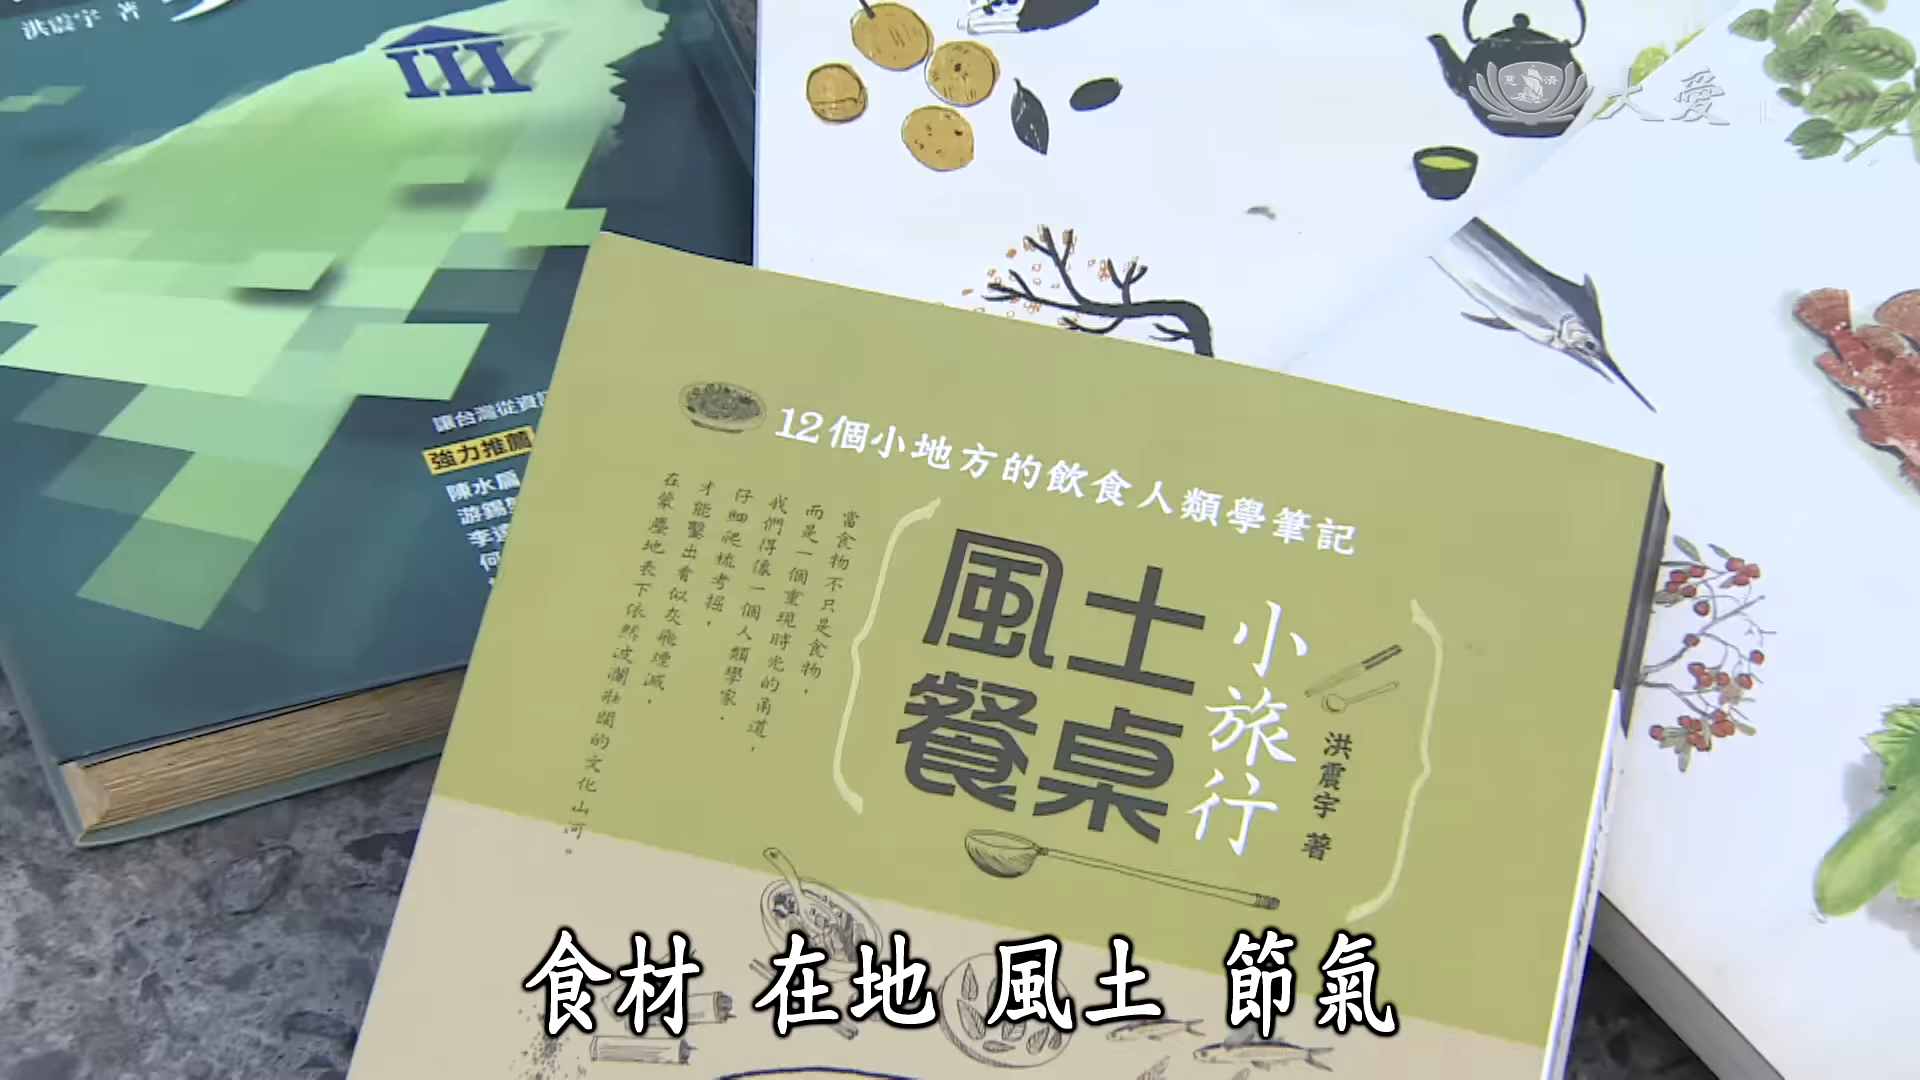 洪震宇 著
大愛
讓台灣從資
強力推薦
陳水扁
游錫
李
何
12個小地方的飲食人類學筆記
風土
餐桌
小旅行
洪震宇 著
當食物不只是食物，
而是一個重現時光的甬道，
我們得像一個人類學家，
仔細爬梳考掘，
才能鑿出看似灰飛煙滅，
在蒙塵地表下依然波瀾壯闊的文化山河。
食材 在地 風土 節氣